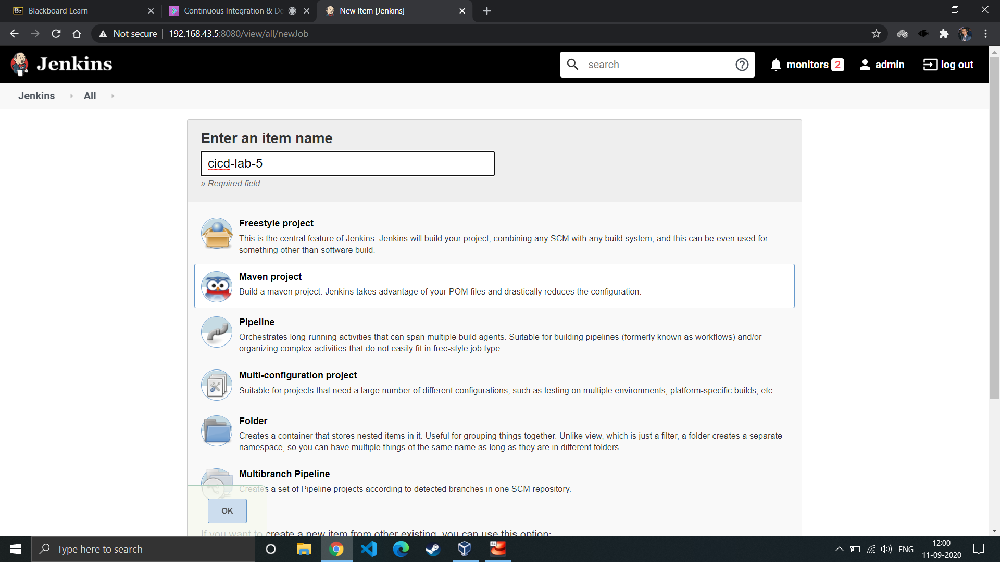 Blackboard Learn
Continuous Integration & De
New Item [Jenkins]
Not secure
192.168.43.5:8080/view/all/newJob
Jenkins
search
monitors 2
admin
log out
Jenkins
All
Enter an item name
cicd-lab-5
» Required field
Freestyle project
This is the central feature of Jenkins. Jenkins will build your project, combining any SCM with any build system, and this can be even used for
something other than software build.
Maven project
Build a maven project. Jenkins takes advantage of your POM files and drastically reduces the configuration.
Pipeline
Orchestrates long-running activities that can span multiple build agents. Suitable for building pipelines (formerly known as workflows) and/or
organizing complex activities that do not easily fit in free-style job type.
Multi-configuration project
Suitable for projects that need a large number of different configurations, such as testing on multiple environments, platform-specific builds, etc.
Folder
Creates a container that stores nested items in it. Useful for grouping things together. Unlike view, which is just a filter, a folder creates a separate
namespace, so you can have multiple things of the same name as long as they are in different folders.
Multibranch Pipeline
Creates a set of Pipeline projects according to detected branches in one SCM repository.
OK
If you want to create a new item from other existing, you can use this option:
Type here to search
64
ENG
12:00
11-09-2020